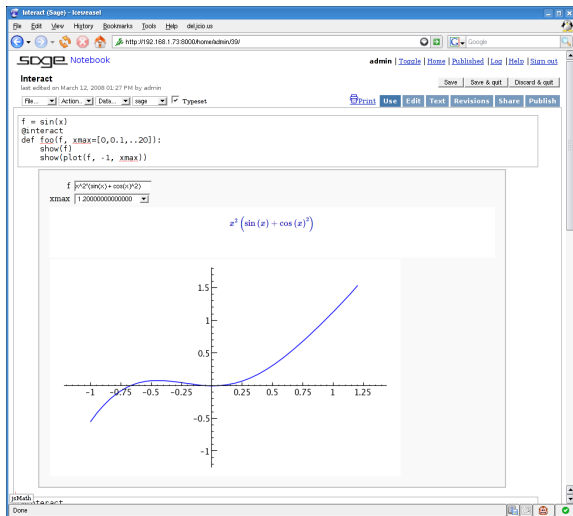 Interact (Sage) - Iceweasel
File Edit View History Bookmarks Tools Help del.icio.us
http://192.168.1.73:8000/home/admin/39/
Google
sage Notebook
admin | Toggle | Home | Published | Log | Help | Sign out
Interact
last edited on March 12, 2008 01:27 PM by admin
Save Save & quit Discard & quit
File... Action.. Data... sage Typeset
Print Use Edit Text Revisions Share Publish
f = sin(x)
@interact
def foo(f, xmax=[0,0.1,..20]):
show(f)
show(plot(f, -1, xmax))
f x^2*(sin(x)+ cos(x)^2)
xmax 1.20000000000000
x² (sin (x) + cos (x)²)
1.5
1
0.5
-1 -0.75 -0.5 -0.25 0.25 0.5 0.75 1 1.25
-0.5
-1
jsMath
Done